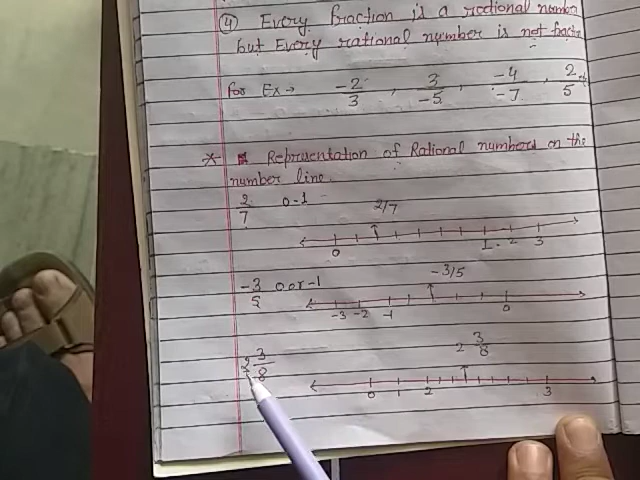 ④ Every fraction is a rational number
but Every rational number is not fractn
For Ex→ -2/3 , 3/-5 , -4/-7 , 2/5
* Representation of Rational numbers on the
number line.
2/7 0-1 2/7
0 1 2 3
-3/5 0 or -1 -3/5
-3 -2 -1 0
2 3/8 2 3/8
0 2 3